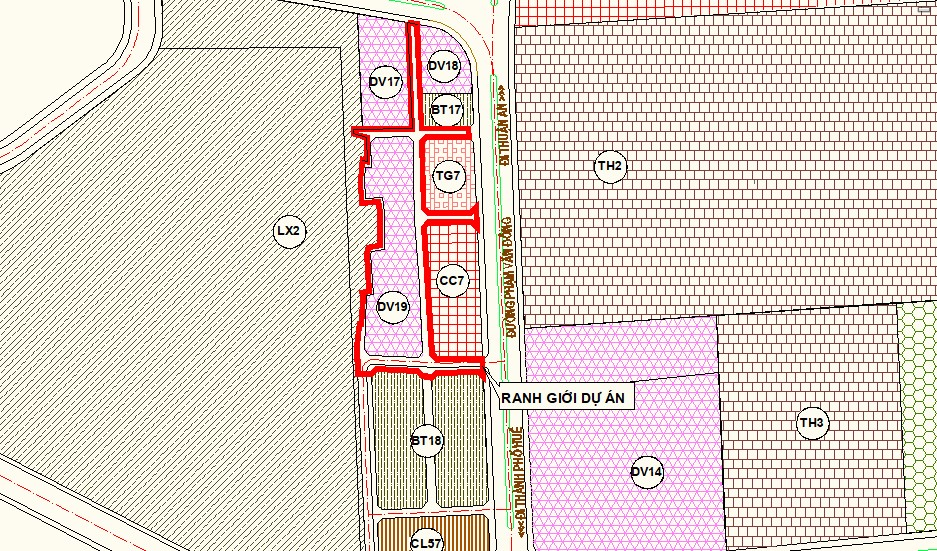 DV17
DV18
BT17
ĐI THUẬN AN >>>
TH2
TG7
LX2
ĐƯỜNG PHẠM VĂN ĐỒNG
CC7
DV19
RANH GIỚI DỰ ÁN
TH3
BT18
DV14
<<< ĐI THÀNH PHỐ HUẾ
CL57